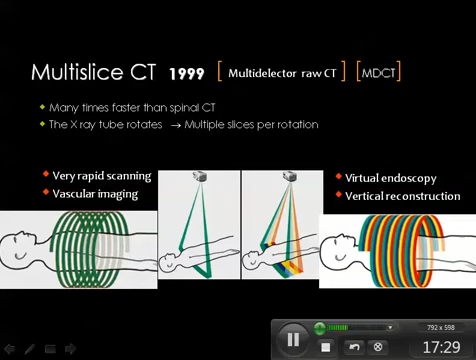 Multislice CT 1999 [ Multidelector raw CT ] [ MDCT ]
Many times faster than spinal CT
The X ray tube rotates → Multiple slices per rotation
Very rapid scanning
Vascular imaging
Virtual endoscopy
Vertical reconstruction
792 x 598
17:29